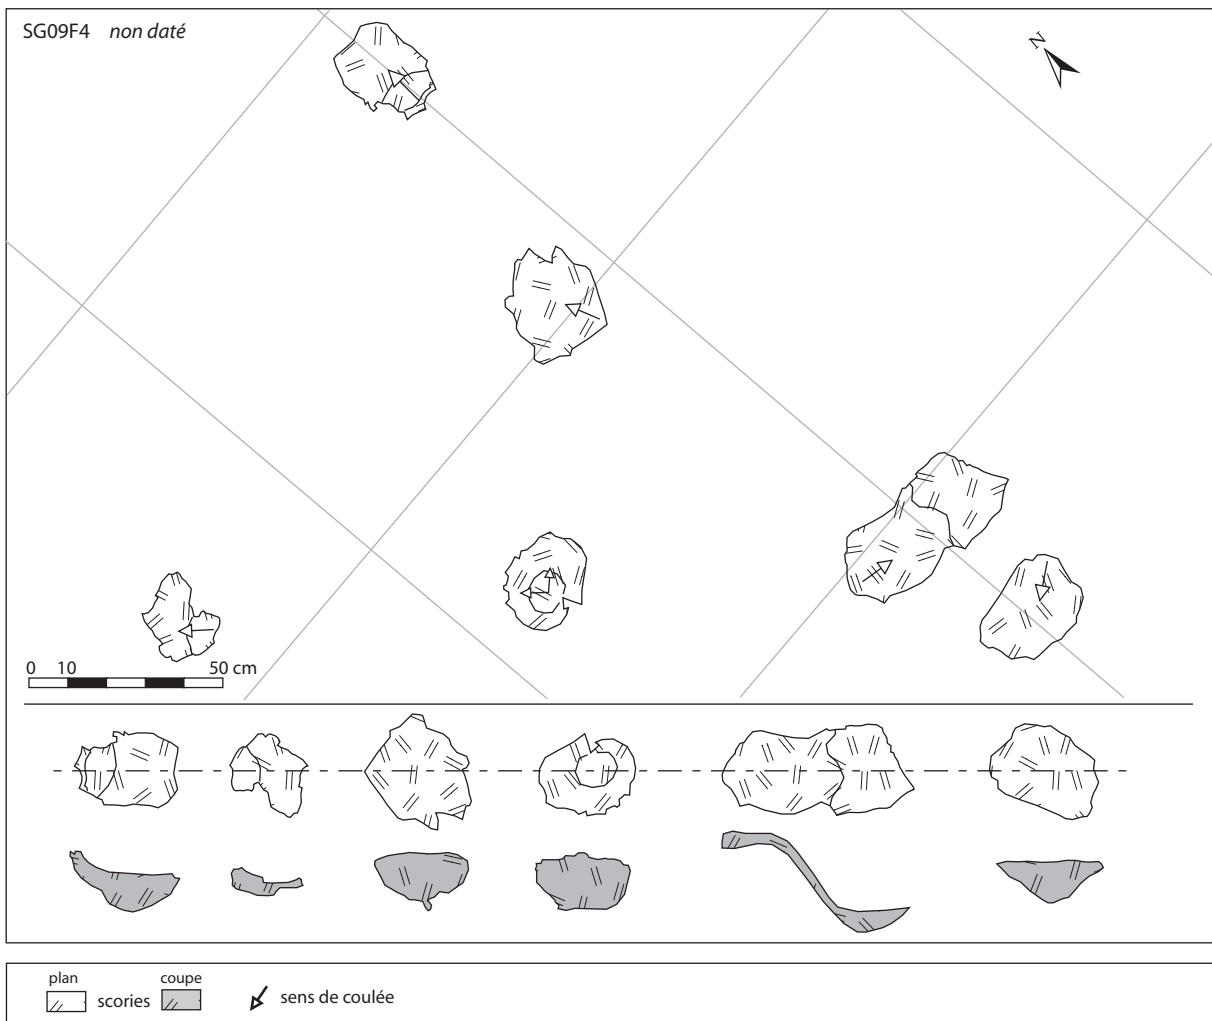 SG09F4 non daté
N
0 10 50 cm
plan coupe
scories sens de coulée